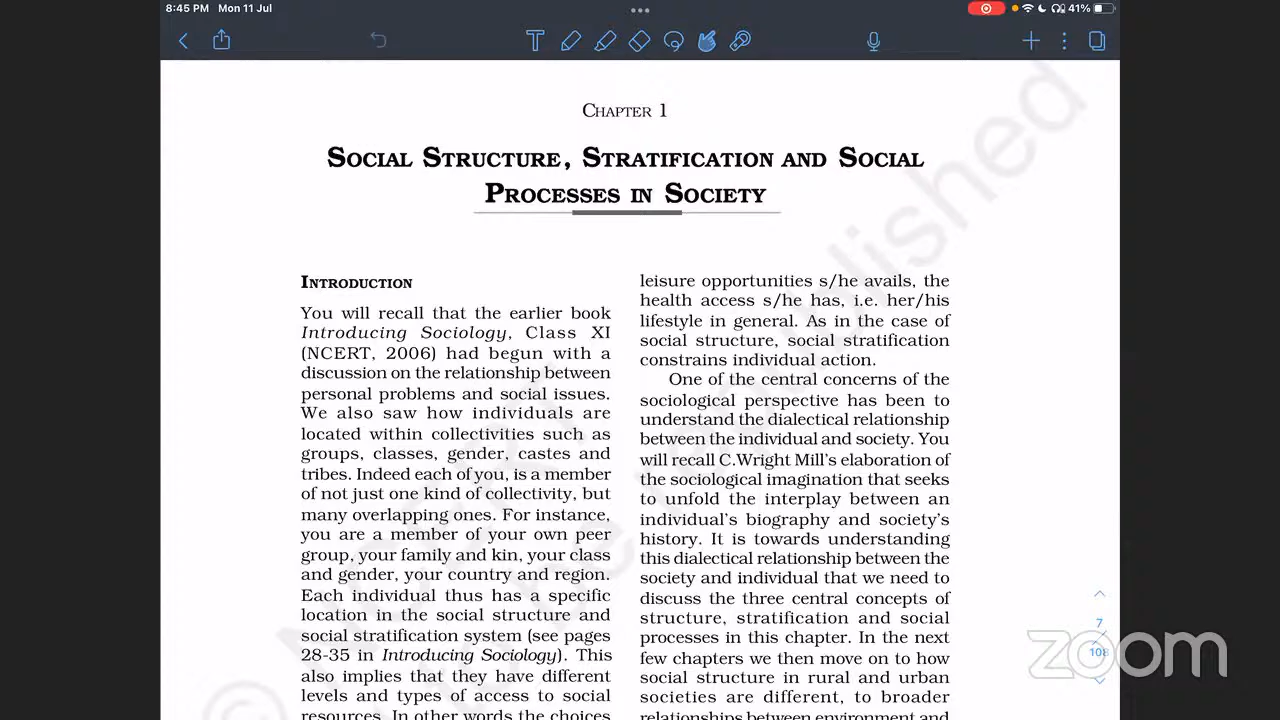 8:45 PM Mon 11 Jul
41%
CHAPTER 1
SOCIAL STRUCTURE, STRATIFICATION AND SOCIAL
PROCESSES IN SOCIETY
INTRODUCTION
You will recall that the earlier book
Introducing Sociology, Class XI
(NCERT, 2006) had begun with a
discussion on the relationship between
personal problems and social issues.
We also saw how individuals are
located within collectivities such as
groups, classes, gender, castes and
tribes. Indeed each of you, is a member
of not just one kind of collectivity, but
many overlapping ones. For instance,
you are a member of your own peer
group, your family and kin, your class
and gender, your country and region.
Each individual thus has a specific
location in the social structure and
social stratification system (see pages
28-35 in Introducing Sociology). This
also implies that they have different
levels and types of access to social
resources. In other words the choices
leisure opportunities s/he avails, the
health access s/he has, i.e. her/his
lifestyle in general. As in the case of
social structure, social stratification
constrains individual action.
One of the central concerns of the
sociological perspective has been to
understand the dialectical relationship
between the individual and society. You
will recall C.Wright Mill's elaboration of
the sociological imagination that seeks
to unfold the interplay between an
individual's biography and society's
history. It is towards understanding
this dialectical relationship between the
society and individual that we need to
discuss the three central concepts of
structure, stratification and social
processes in this chapter. In the next
few chapters we then move on to how
social structure in rural and urban
societies are different, to broader
relationships between environment and
7
108
zoom